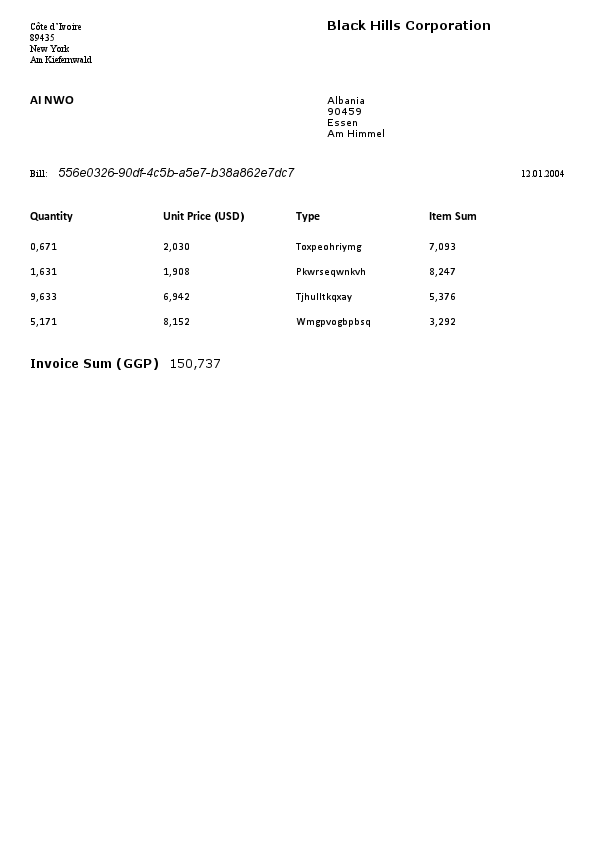 Côte d'Ivoire
89435
New York
Am Kiefernwald
Black Hills Corporation
AI NWO
Albania
90459
Essen
Am Himmel
Bill: 556e0326-90df-4c5b-a5e7-b38a862e7dc7 12.01.2004
Quantity Unit Price (USD) Type Item Sum
0,671 2,030 Toxpeohriymg 7,093
1,631 1,908 Pkwrseqwnkvh 8,247
9,633 6,942 Tjhulltkqxay 5,376
5,171 8,152 Wmgpvogbpbsq 3,292
Invoice Sum (GGP) 150,737